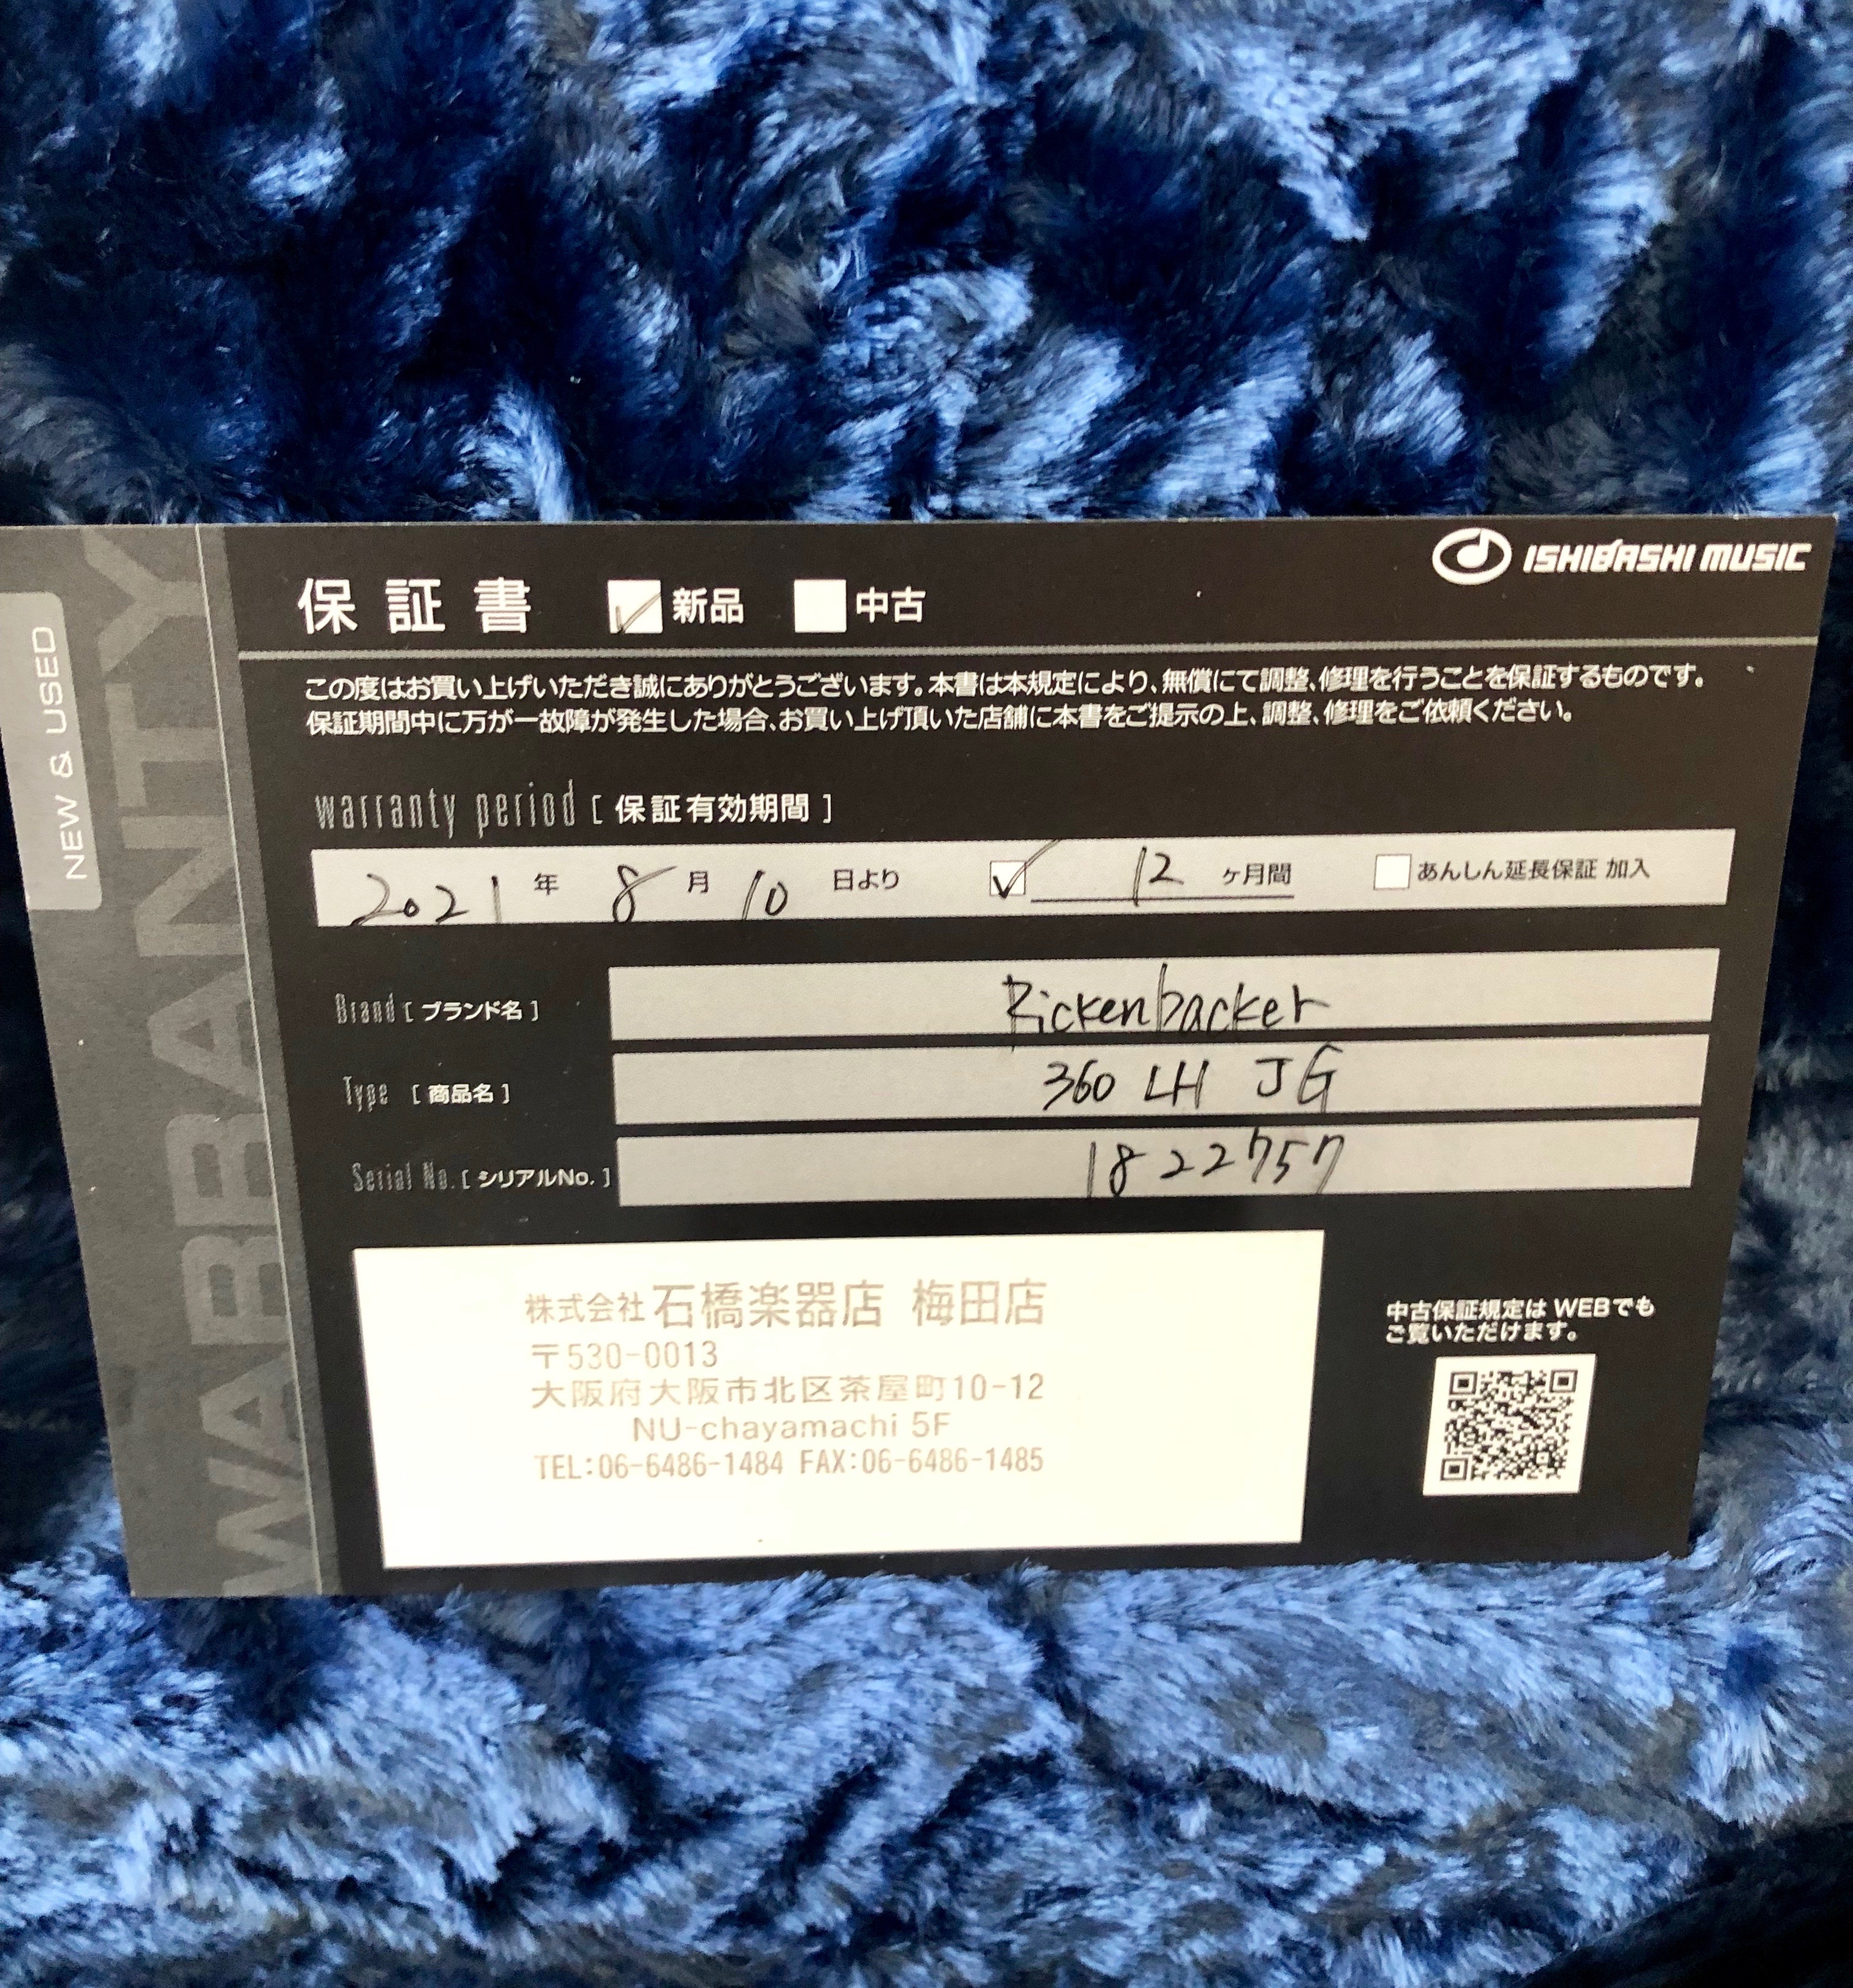 ISHIBASHI MUSIC
保証書 新品 中古
この度はお買い上げいただき誠にありがとうございます。本書は本規定により、無償にて調整、修理を行うことを保証するものです。
保証期間中に万が一故障が発生した場合、お買い上げ頂いた店舗に本書をご提示の上、調整、修理をご依頼ください。
warranty period [ 保証有効期間 ]
2021 年 8 月 10 日より 12 ヶ月間 あんしん延長保証 加入
Brand [ ブランド名 ] Rickenbacker
Type [ 商品名 ] 360 LH JG
Serial No. [ シリアルNo. ] 1822757
株式会社 石橋楽器店 梅田店
〒530-0013
大阪府大阪市北区茶屋町10-12
NU-chayamachi 5F
TEL:06-6486-1484 FAX:06-6486-1485
中古保証規定は WEBでも
ご覧いただけます。
NEW & USED
WARRANTY